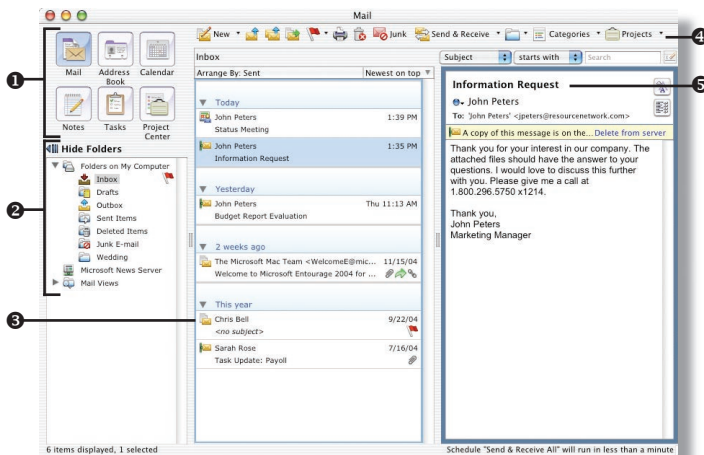 Mail
New
Junk
Send & Receive
Categories
Projects
4
1
Mail
Address Book
Calendar
Notes
Tasks
Project Center
Inbox
Subject
starts with
Search
Arrange By: Sent
Newest on top
Hide Folders
2
Folders on My Computer
Inbox
Drafts
Outbox
Sent Items
Deleted Items
Junk E-mail
Wedding
Microsoft News Server
Mail Views
3
Today
John Peters 1:39 PM
Status Meeting
John Peters 1:35 PM
Information Request
Yesterday
John Peters Thu 11:13 AM
Budget Report Evaluation
2 weeks ago
The Microsoft Mac Team <WelcomeE@mic... 11/15/04
Welcome to Microsoft Entourage 2004 for ...
This year
Chris Bell 9/22/04
<no subject>
Sarah Rose 7/16/04
Task Update: Payoll
Information Request
5
John Peters
To: 'John Peters' <jpeters@resourcenetwork.com>
A copy of this message is on the... Delete from server
Thank you for your interest in our company. The
attached files should have the answer to your
questions. I would love to discuss this further
with you. Please give me a call at
1.800.296.5750 x1214.
Thank you,
John Peters
Marketing Manager
6 items displayed, 1 selected
Schedule "Send & Receive All" will run in less than a minute